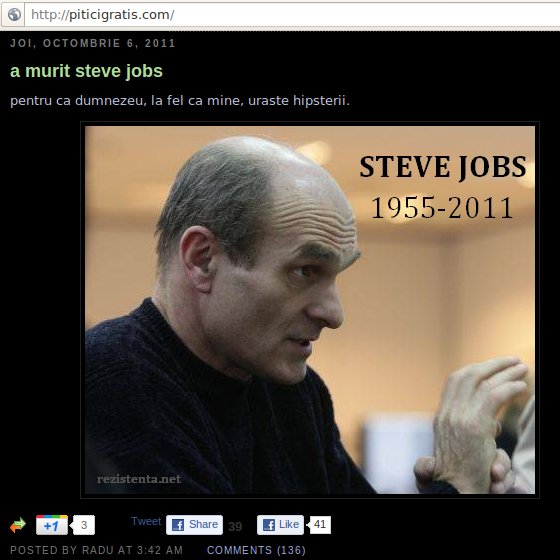 http://piticigratis.com/
JOI, OCTOMBRIE 6, 2011
a murit steve jobs
pentru ca dumnezeu, la fel ca mine, uraste hipsterii.
STEVE JOBS
1955-2011
rezistenta.net
+1 3 Tweet Share 39 Like 41
POSTED BY RADU AT 3:42 AM COMMENTS (136)